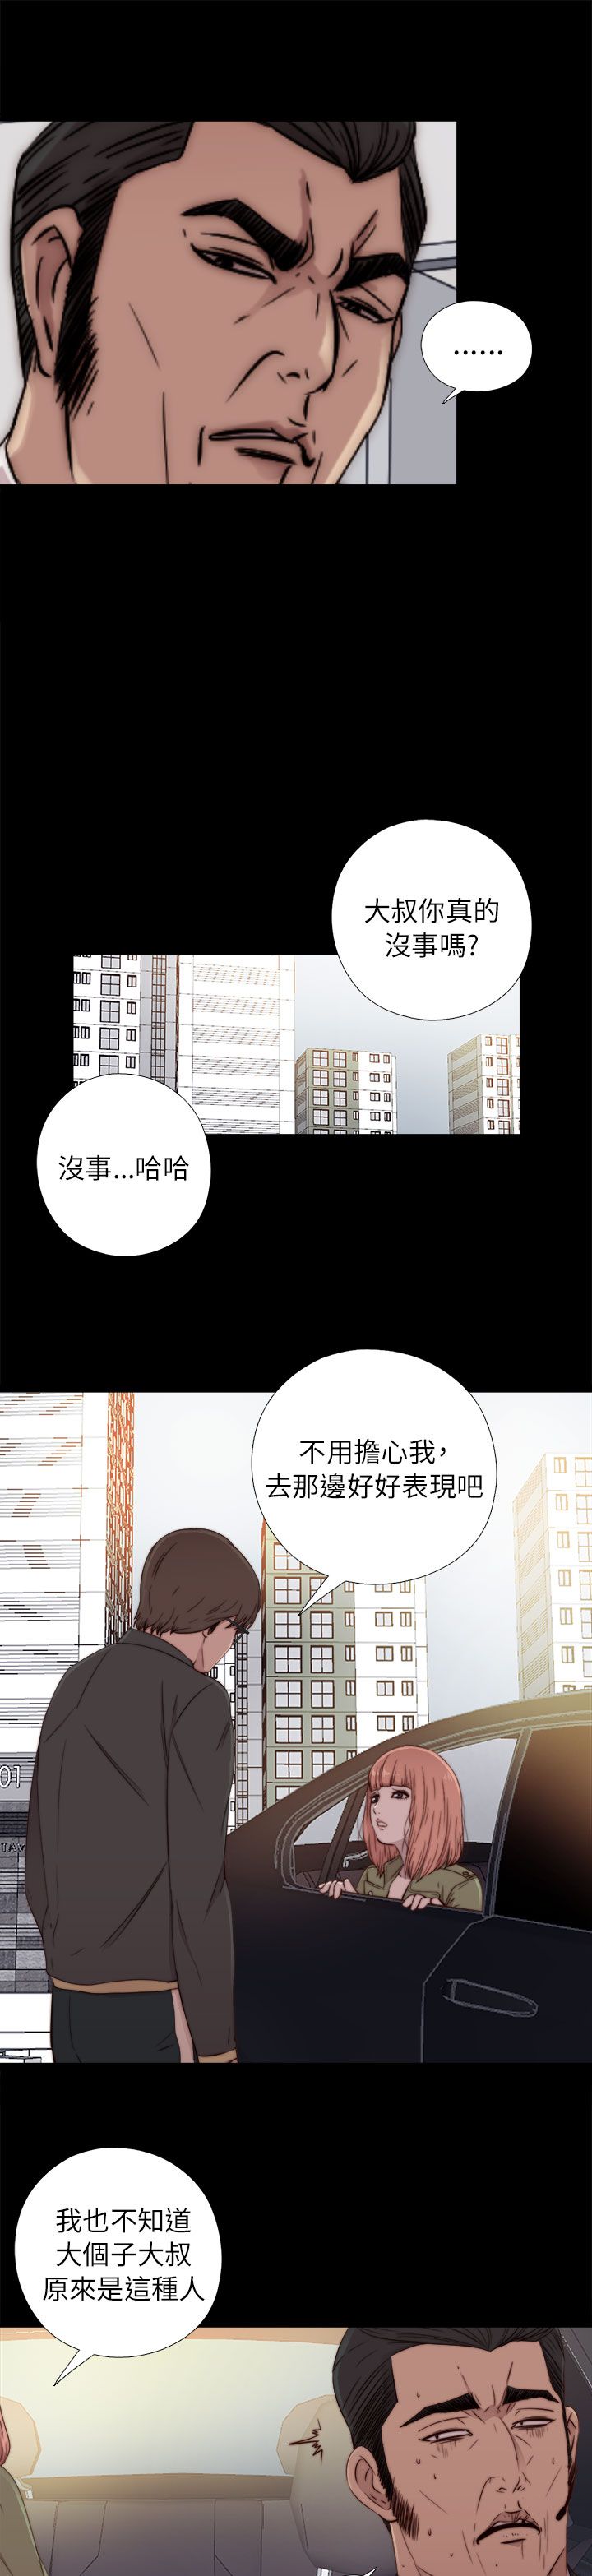 ......
大叔你真的
沒事嗎?
沒事...哈哈
不用擔心我,
去那邊好好表現吧
01
我也不知道
大個子大叔
原來是這種人